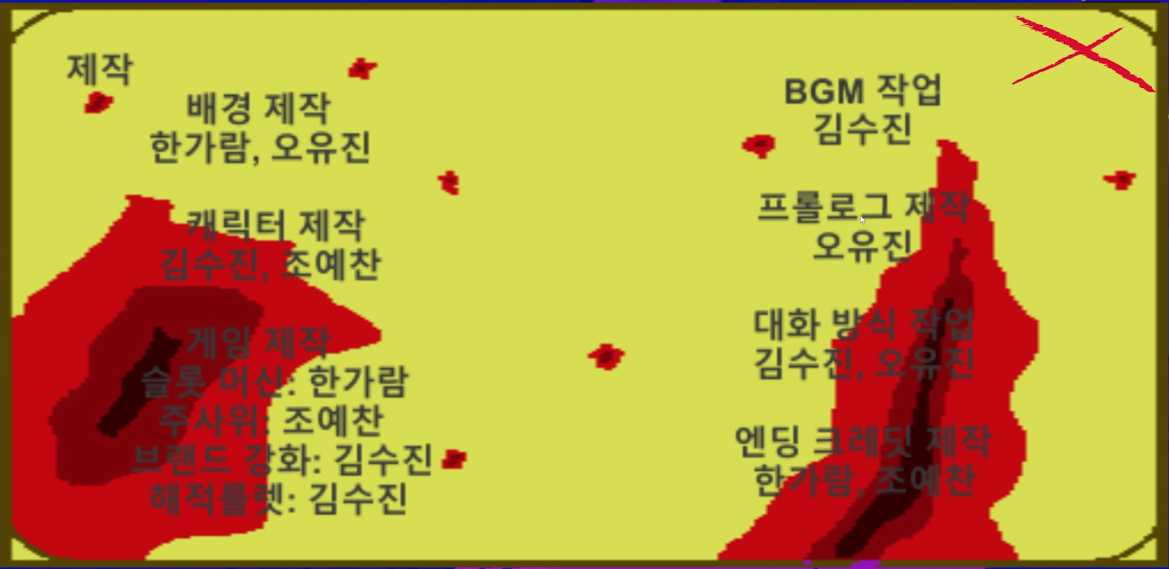 제작
배경 제작
한가람, 오유진
캐릭터 제작
김수진, 조예찬
게임 제작
슬롯 머신: 한가람
주사위: 조예찬
브랜드 강화: 김수진
해적룰렛: 김수진
BGM 작업
김수진
프롤로그 제작
오유진
대화 방식 작업
김수진, 오유진
엔딩 크레딧 제작
한가람, 조예찬